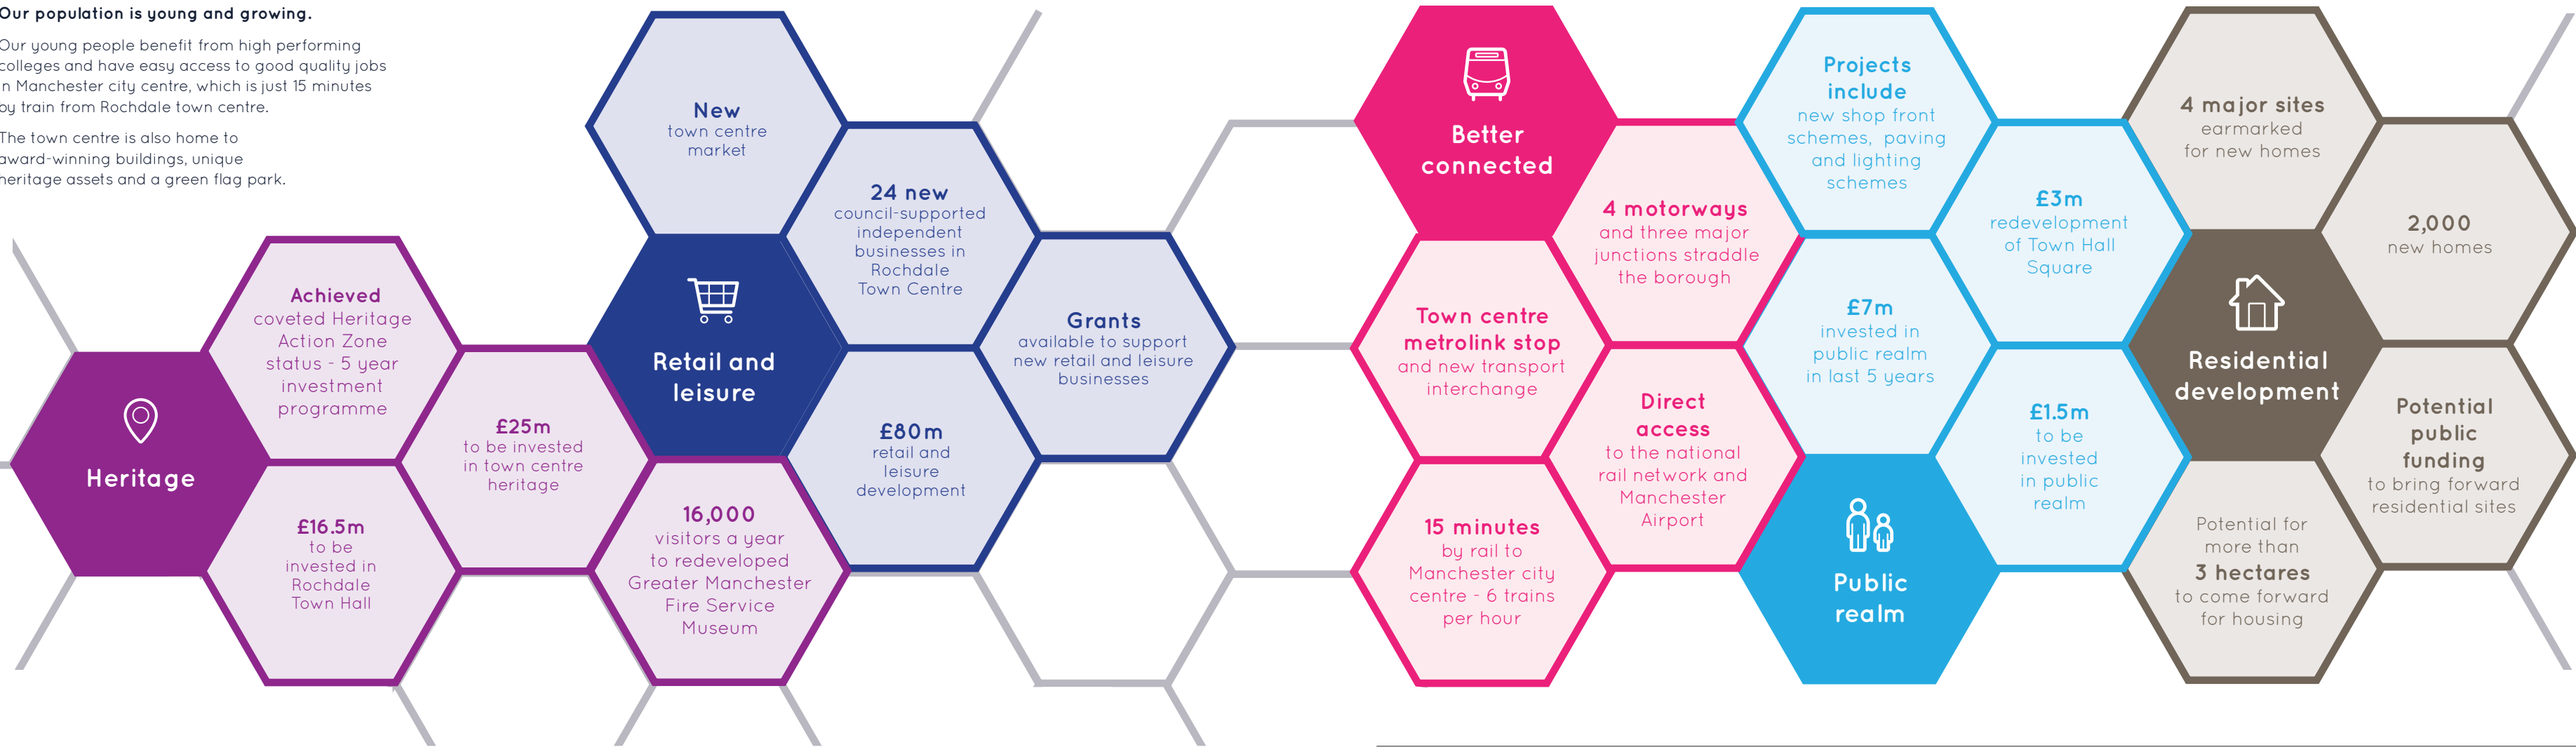 Our population is young and growing.
Our young people benefit from high performing
colleges and have easy access to good quality jobs
in Manchester city centre, which is just 15 minutes
by train from Rochdale town centre.
The town centre is also home to
award-winning buildings, unique
heritage assets and a green flag park.
Heritage
Achieved
coveted Heritage
Action Zone
status - 5 year
investment
programme
£16.5m
to be
invested in
Rochdale
Town Hall
£25m
to be invested
in town centre
heritage
16,000
visitors a year
to redeveloped
Greater Manchester
Fire Service
Museum
New
town centre
market
Retail and
leisure
24 new
council-supported
independent
businesses in
Rochdale
Town Centre
£80m
retail and
leisure
development
Grants
available to support
new retail and leisure
businesses
Better
connected
Town centre
metrolink stop
and new transport
interchange
15 minutes
by rail to
Manchester city
centre - 6 trains
per hour
4 motorways
and three major
junctions straddle
the borough
Direct
access
to the national
rail network and
Manchester
Airport
Projects
include
new shop front
schemes, paving
and lighting
schemes
£7m
invested in
public realm
in last 5 years
Public
realm
£3m
redevelopment
of Town Hall
Square
£1.5m
to be
invested
in public
realm
4 major sites
earmarked
for new homes
Residential
development
Potential for
more than
3 hectares
to come forward
for housing
2,000
new homes
Potential
public
funding
to bring forward
residential sites